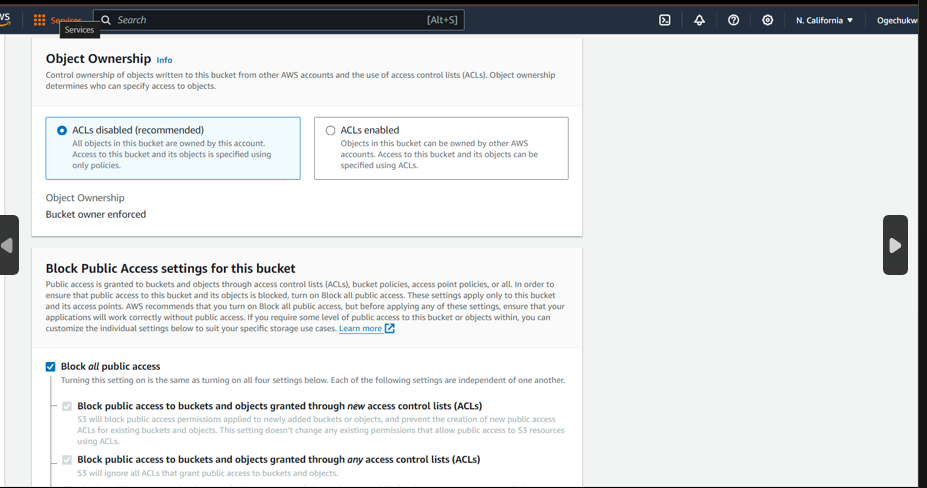 Services
Search
[Alt+S]
N. California
Services
Object Ownership Info
Control ownership of objects written to this bucket from other AWS accounts and the use of access control lists (ACLs). Object ownership
determines who can specify access to objects.
ACLs disabled (recommended)
All objects in this bucket are owned by this account.
Access to this bucket and its objects is specified using
only policies.
ACLs enabled
Objects in this bucket can be owned by other AWS
accounts. Access to this bucket and its objects can be
specified using ACLs.
Object Ownership
Bucket owner enforced
Block Public Access settings for this bucket
Public access is granted to buckets and objects through access control lists (ACLs), bucket policies, access point policies, or all. In order to
ensure that public access to this bucket and its objects is blocked, turn on Block all public access. These settings apply only to this bucket
and its access points. AWS recommends that you turn on Block all public access, but before applying any of these settings, ensure that your
applications will work correctly without public access. If you require some level of public access to this bucket or objects within, you can
customize the individual settings below to suit your specific storage use cases. Learn more
Block all public access
Turning this setting on is the same as turning on all four settings below. Each of the following settings are independent of one another.
Block public access to buckets and objects granted through new access control lists (ACLs)
S3 will block public access permissions applied to newly added buckets or objects, and prevent the creation of new public access
ACLs for existing buckets and objects. This setting doesn't change any existing permissions that allow public access to S3 resources
using ACLs.
Block public access to buckets and objects granted through any access control lists (ACLs)
S3 will ignore all ACLs that grant public access to buckets and objects.